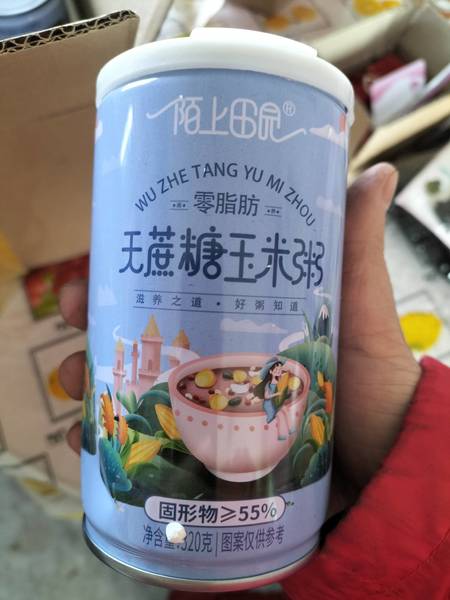 陌上田昆®
WU ZHE TANG YU MI ZHOU
零脂肪
无蔗糖玉米粥
滋养之道·好粥知道
固形物≥55%
净含量:320克|图案仅供参考